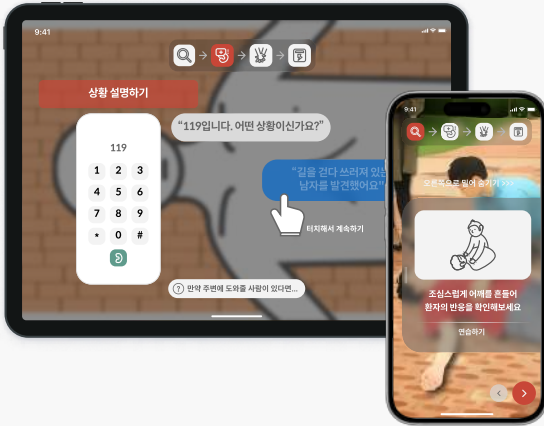 9:41
상황 설명하기
“119입니다. 어떤 상황이신가요?”
119
1 2 3
4 5 6
7 8 9
* 0 #
“길을 걷다 쓰러져 있는
남자를 발견했어요”
터치해서 계속하기
? 만약 주변에 도와줄 사람이 있다면...
9:41
오른쪽으로 밀어 숨기기 >>>
조심스럽게 어깨를 흔들어
환자의 반응을 확인해보세요
연습하기